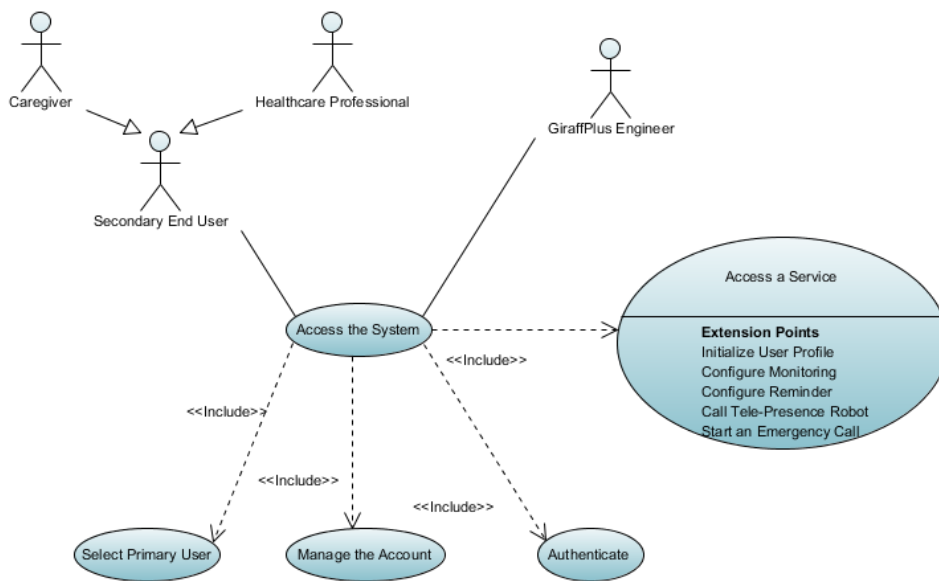 Caregiver
Healthcare Professional
GiraffPlus Engineer
Secondary End User
Access a Service
Access the System
Extension Points
Initialize User Profile
Configure Monitoring
Configure Reminder
Call Tele-Presence Robot
Start an Emergency Call
<<Include>>
<<Include>>
<<Include>>
<<Include>>
Select Primary User
Manage the Account
Authenticate